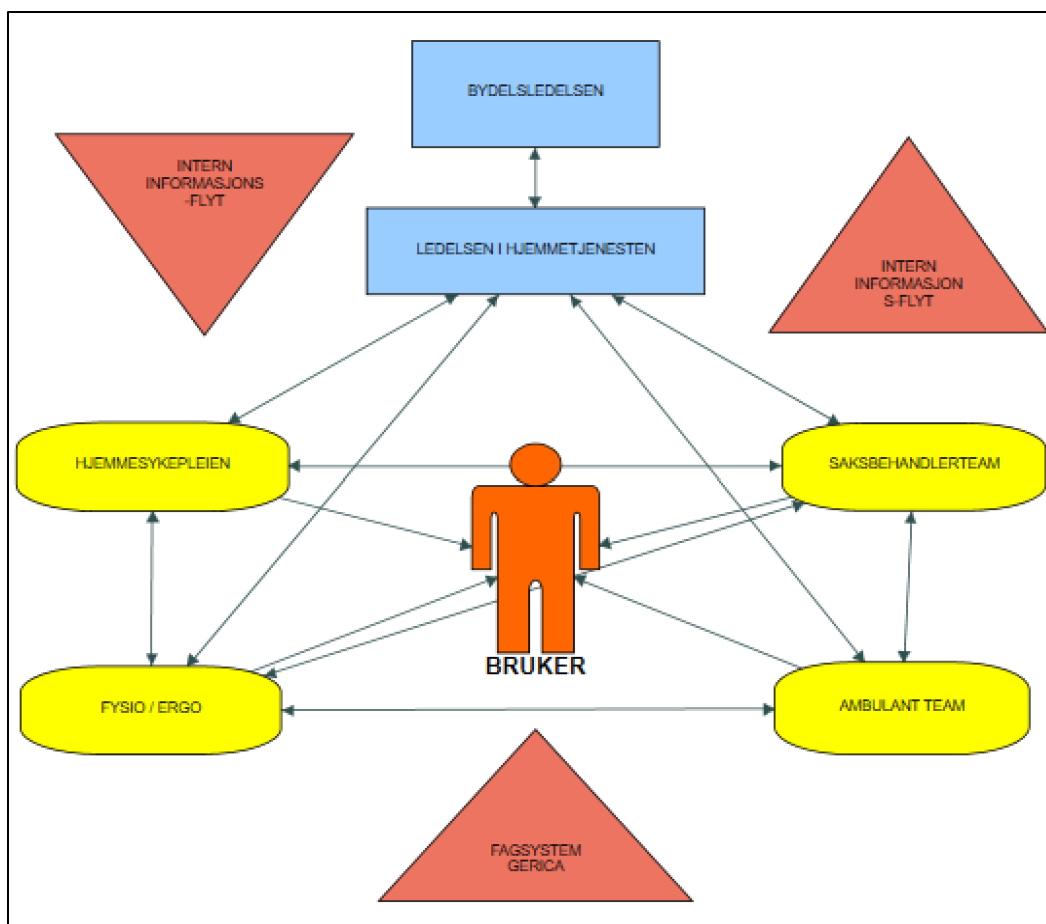 BYDELSLEDELSEN
INTERN
INFORMASJONS
-FLYT
LEDELSEN I HJEMMETJENESTEN
INTERN
INFORMASJON
S-FLYT
HJEMMESYKEPLEIEN
SAKSBEHANDLERTEAM
BRUKER
FYSIO / ERGO
AMBULANT TEAM
FAGSYSTEM
GERICA